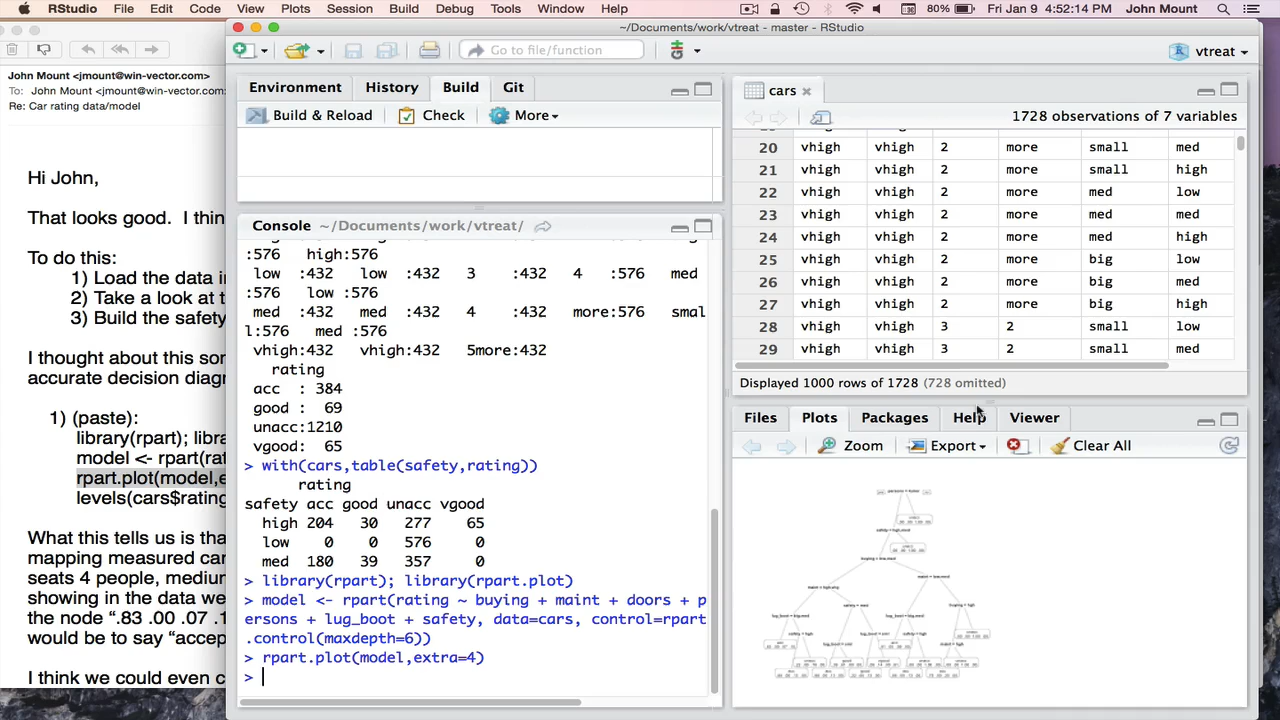 RStudio File Edit Code View Plots Session Build Debug Tools Window Help 80% Fri Jan 9 4:52:14 PM John Mount
~/Documents/work/vtreat - master - RStudio
Go to file/function
vtreat
John Mount <jmount@win-vector.com>
To: John Mount <jmount@win-vector.com
Re: Car rating data/model
Hi John,
That looks good. I thin
To do this:
1) Load the data i
2) Take a look at t
3) Build the safety
I thought about this sor
accurate decision diagr
1) (paste):
library(rpart); libra
model <- rpart(rat
rpart.plot(model,e
levels(cars$rating
What this tells us is tha
mapping measured car
seats 4 people, medium
showing in the data we
the node “.83 .00 .07 .1
would be to say “accep
I think we could even c
Environment History Build Git
Build & Reload Check More
Console ~/Documents/work/vtreat/
:576 high:576
low :432 low :432 3 :432 4 :576 med
:576 low :576
med :432 med :432 4 :432 more:576 smal
l:576 med :576
vhigh:432 vhigh:432 5more:432
rating
acc : 384
good : 69
unacc:1210
vgood: 65
> with(cars,table(safety,rating))
rating
safety acc good unacc vgood
high 204 30 277 65
low 0 0 576 0
med 180 39 357 0
> library(rpart); library(rpart.plot)
> model <- rpart(rating ~ buying + maint + doors + p
ersons + lug_boot + safety, data=cars, control=rpart
.control(maxdepth=6))
> rpart.plot(model,extra=4)
>
cars
1728 observations of 7 variables
20 vhigh vhigh 2 more small med
21 vhigh vhigh 2 more small high
22 vhigh vhigh 2 more med low
23 vhigh vhigh 2 more med med
24 vhigh vhigh 2 more med high
25 vhigh vhigh 2 more big low
26 vhigh vhigh 2 more big med
27 vhigh vhigh 2 more big high
28 vhigh vhigh 3 2 small low
29 vhigh vhigh 3 2 small med
Displayed 1000 rows of 1728 (728 omitted)
Files Plots Packages Help Viewer
Zoom Export Clear All